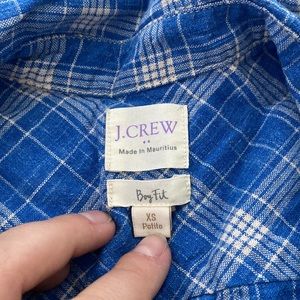 J.CREW
Made In Mauritius
Boy Fit
XS
Petite